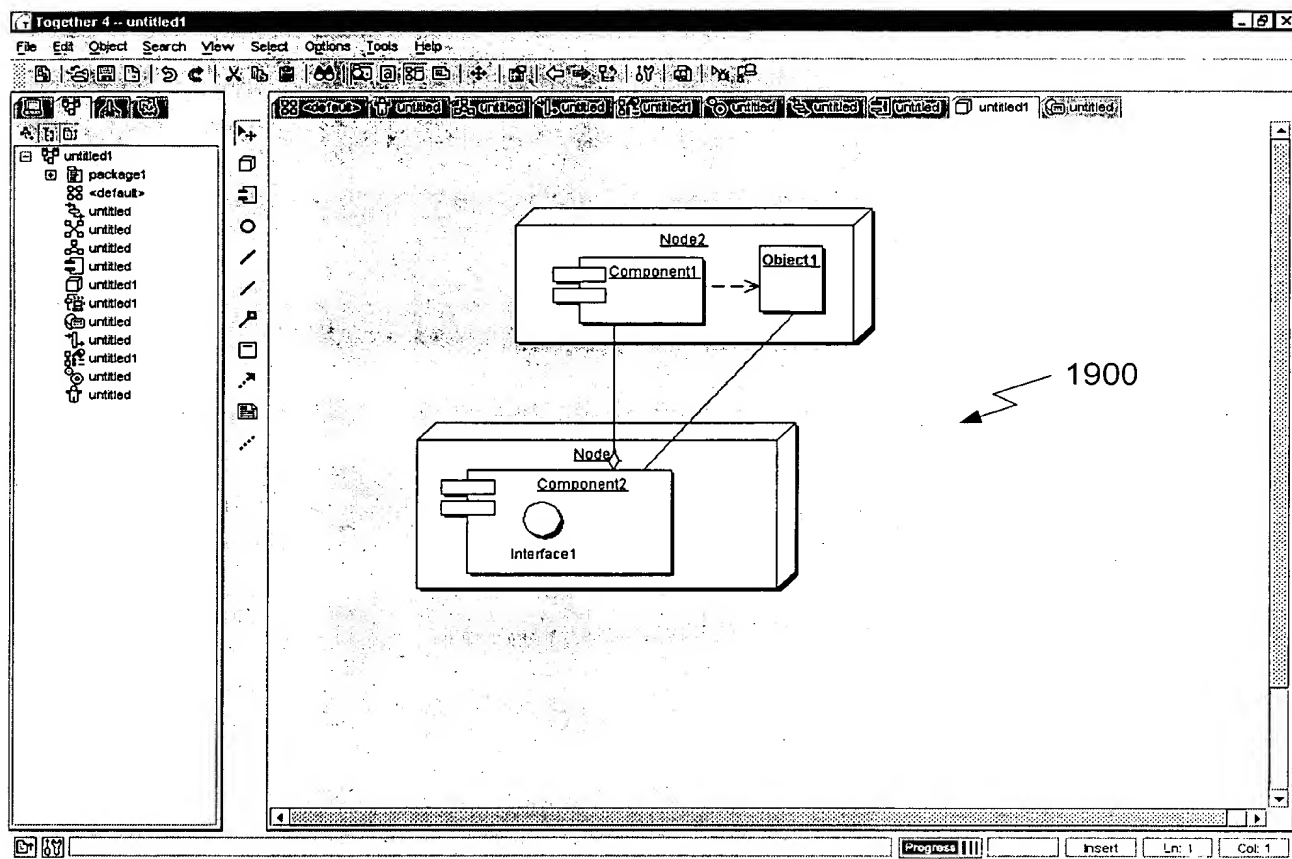 Together 4 -- untitled1
File Edit Object Search View Select Options Tools Help
<default> untitled untitled untitled untitled1 untitled untitled untitled untitled1 untitled
untitled1
package1
<default>
untitled
untitled
untitled
untitled
untitled1
untitled1
untitled
untitled
untitled1
untitled
untitled
Node2
Component1
Object1
1900
Node
Component2
Interface1
Progress Insert Ln: 1 Col: 1